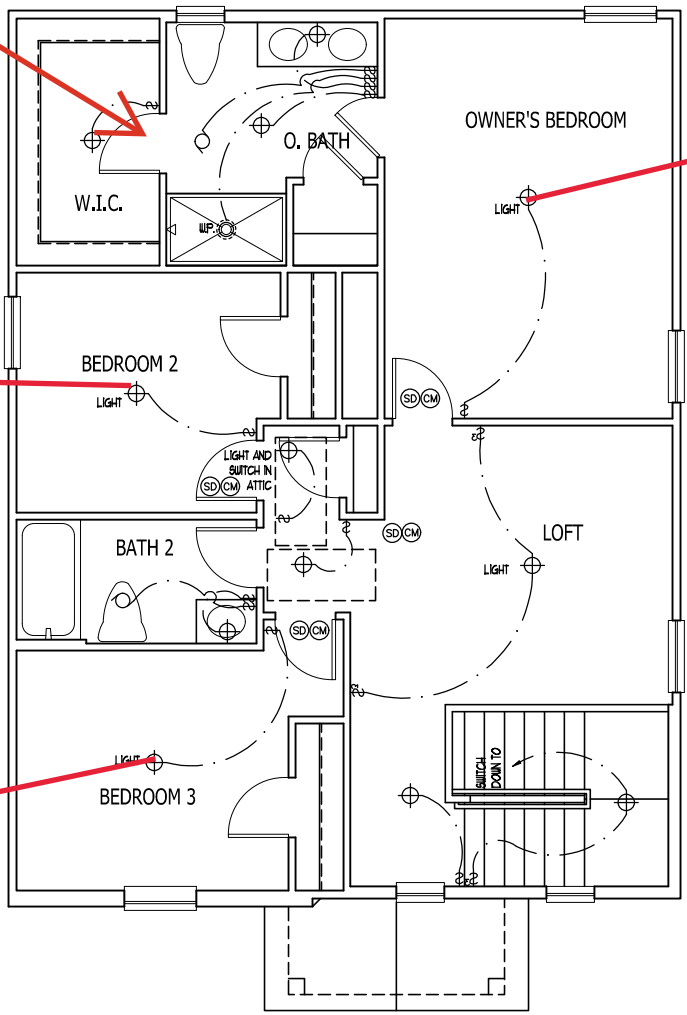 OWNER'S BEDROOM
O. BATH
W.I.C.
LIGHT
W.P.
BEDROOM 2
LIGHT
SD CM
LIGHT AND
SWITCH IN
ATTIC
SD CM
SD CM
LOFT
BATH 2
LIGHT
SD CM
LIGHT
BEDROOM 3
SWITCH
DOWN TO